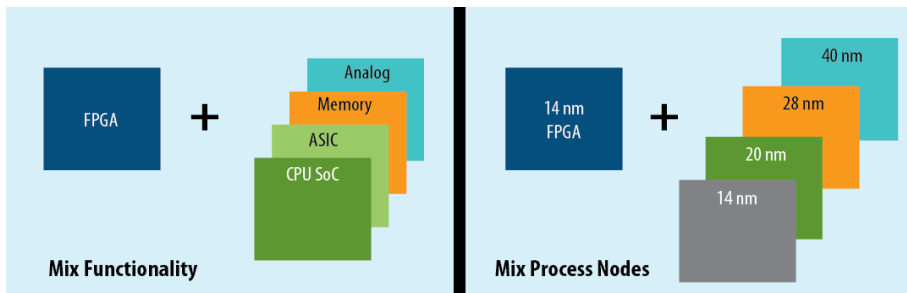 FPGA
+
Analog
Memory
ASIC
CPU SoC
Mix Functionality
14 nm
FPGA
+
40 nm
28 nm
20 nm
14 nm
Mix Process Nodes